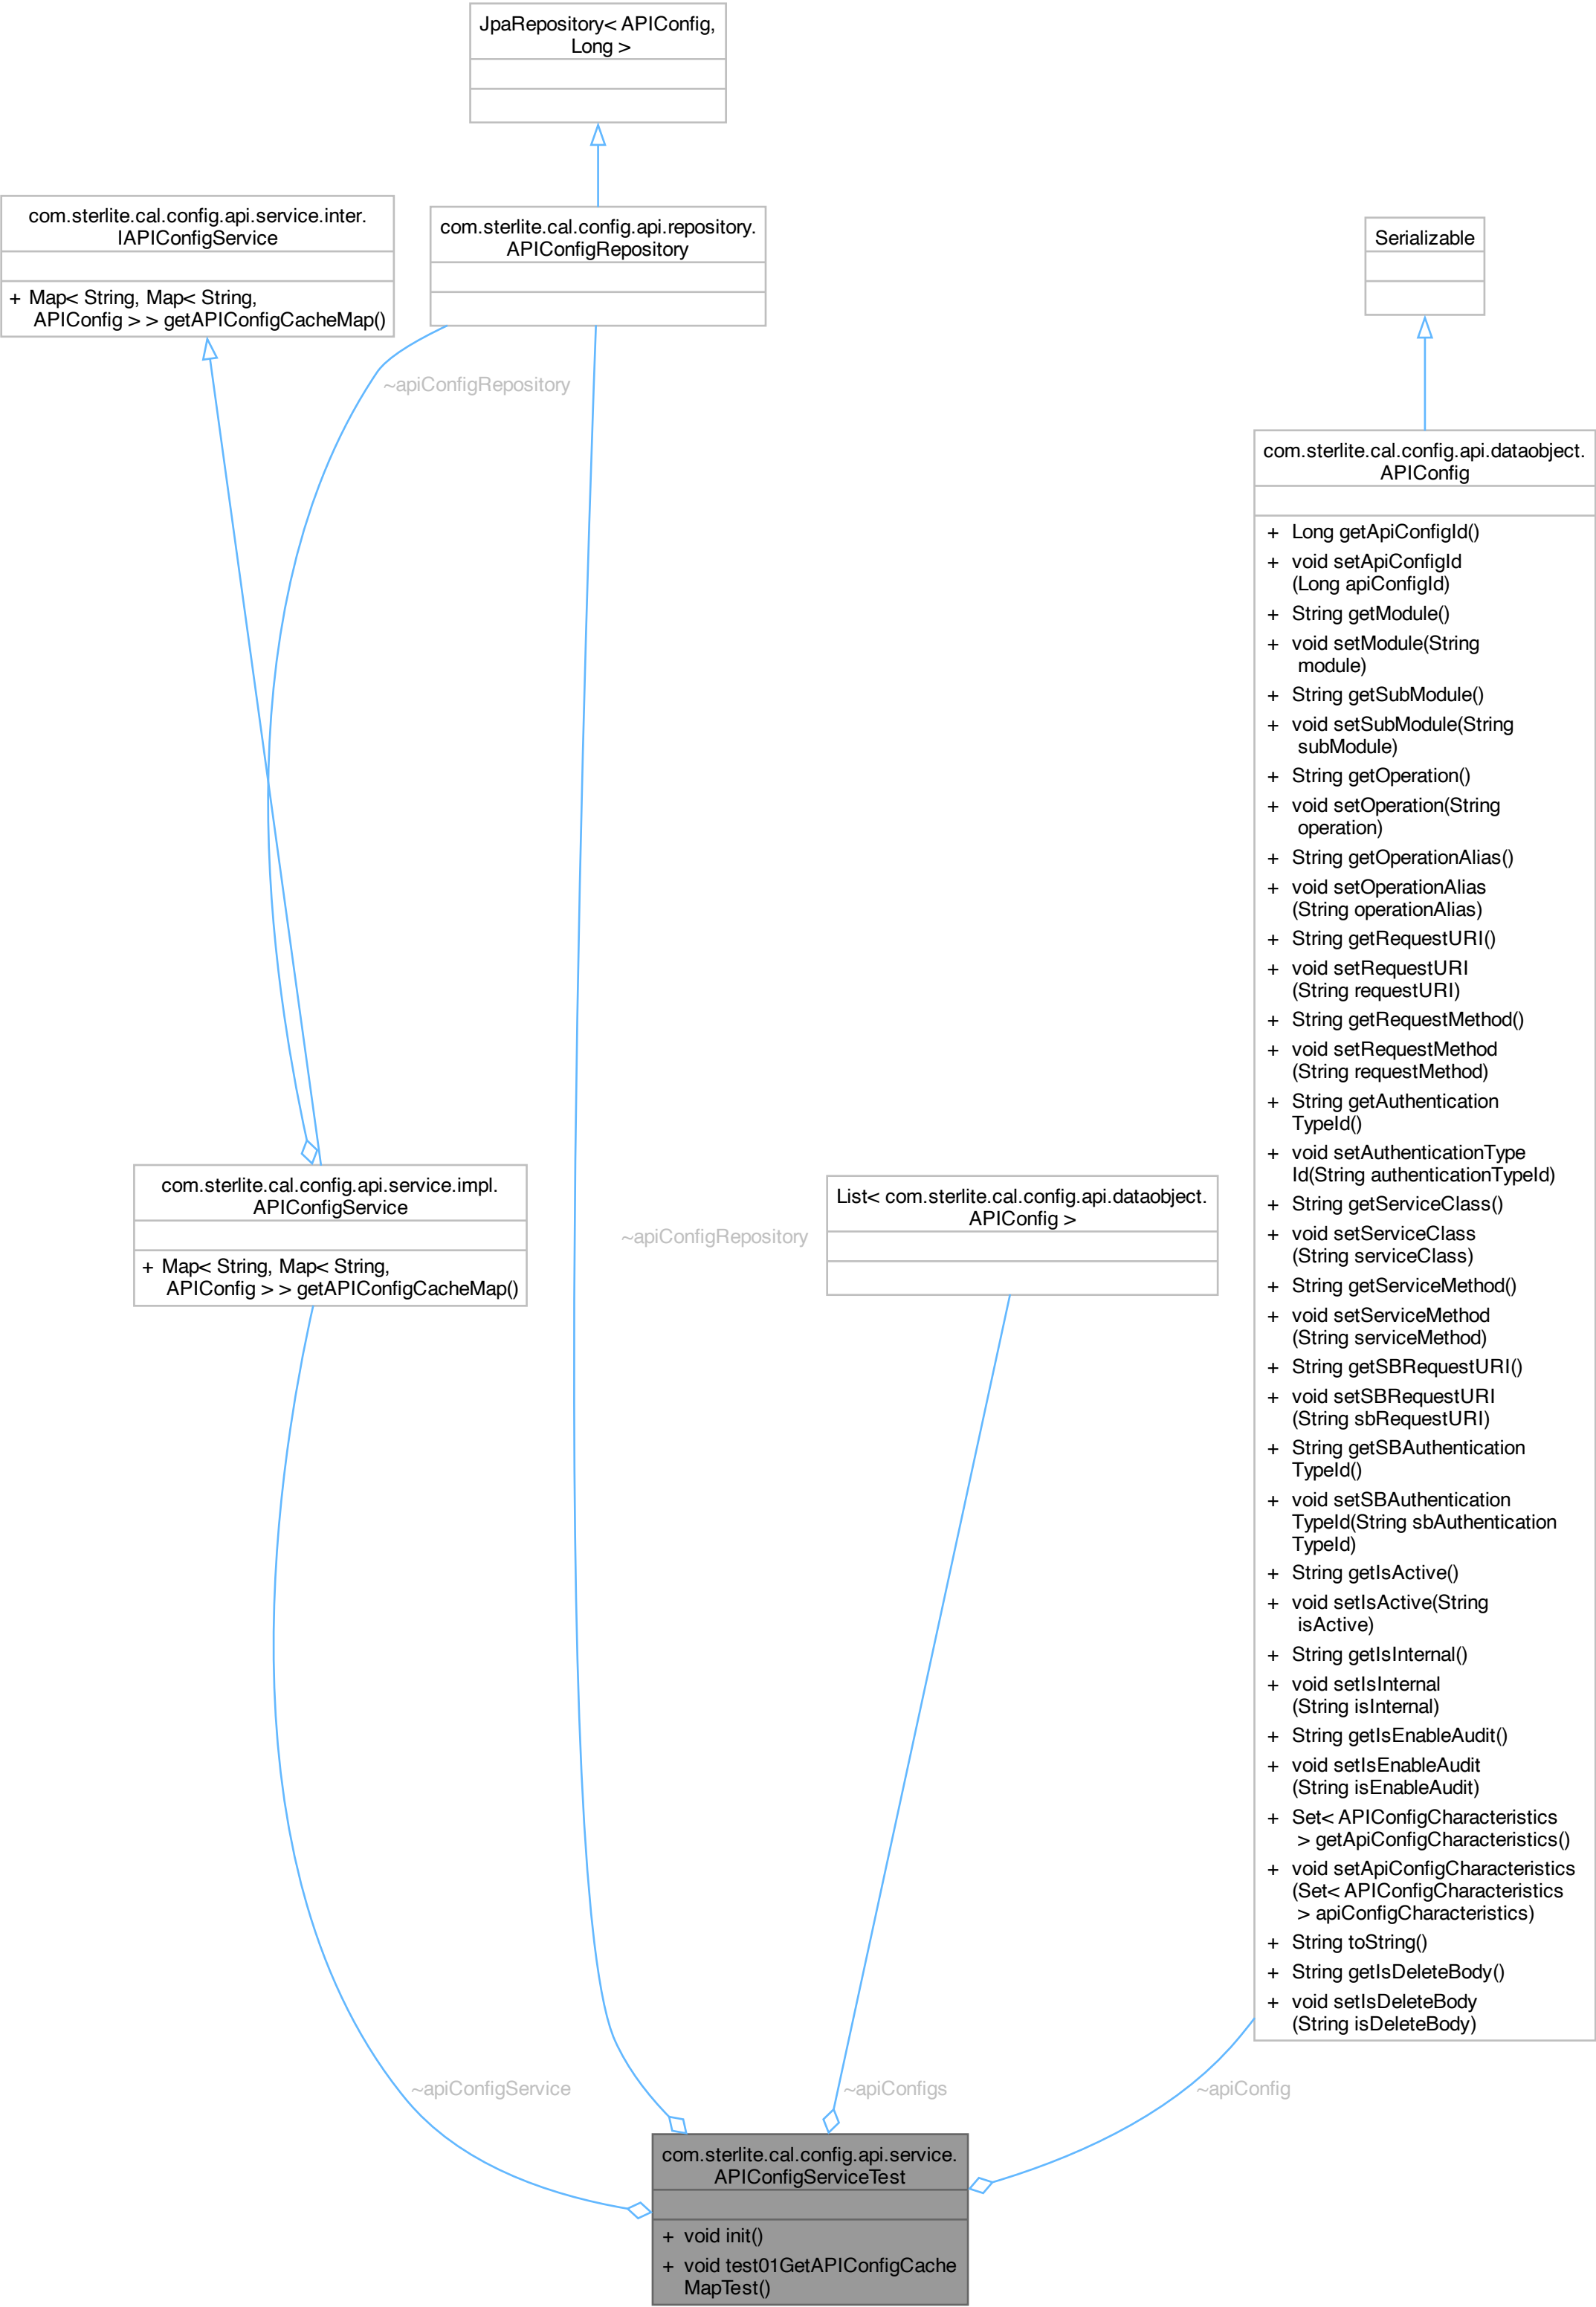 JpaRepository< APIConfig,
Long >
com.sterlite.cal.config.api.service.inter.
IAPIConfigService
+ Map< String, Map< String,
APIConfig > > getAPIConfigCacheMap()
com.sterlite.cal.config.api.repository.
APIConfigRepository
Serializable
~apiConfigRepository
com.sterlite.cal.config.api.dataobject.
APIConfig
+ Long getApiConfigId()
+ void setApiConfigId
(Long apiConfigId)
+ String getModule()
+ void setModule(String
module)
+ String getSubModule()
+ void setSubModule(String
subModule)
+ String getOperation()
+ void setOperation(String
operation)
+ String getOperationAlias()
+ void setOperationAlias
(String operationAlias)
+ String getRequestURI()
+ void setRequestURI
(String requestURI)
+ String getRequestMethod()
+ void setRequestMethod
(String requestMethod)
+ String getAuthentication
TypeId()
+ void setAuthenticationType
Id(String authenticationTypeId)
+ String getServiceClass()
+ void setServiceClass
(String serviceClass)
+ String getServiceMethod()
+ void setServiceMethod
(String serviceMethod)
+ String getSBRequestURI()
+ void setSBRequestURI
(String sbRequestURI)
+ String getSBAuthentication
TypeId()
+ void setSBAuthentication
TypeId(String sbAuthentication
TypeId)
+ String getIsActive()
+ void setIsActive(String
isActive)
+ String getIsInternal()
+ void setIsInternal
(String isInternal)
+ String getIsEnableAudit()
+ void setIsEnableAudit
(String isEnableAudit)
+ Set< APIConfigCharacteristics
> getApiConfigCharacteristics()
+ void setApiConfigCharacteristics
(Set< APIConfigCharacteristics
> apiConfigCharacteristics)
+ String toString()
+ String getIsDeleteBody()
+ void setIsDeleteBody
(String isDeleteBody)
com.sterlite.cal.config.api.service.impl.
APIConfigService
+ Map< String, Map< String,
APIConfig > > getAPIConfigCacheMap()
~apiConfigRepository
List< com.sterlite.cal.config.api.dataobject.
APIConfig >
~apiConfigService
~apiConfigs
~apiConfig
com.sterlite.cal.config.api.service.
APIConfigServiceTest
+ void init()
+ void test01GetAPIConfigCache
MapTest()